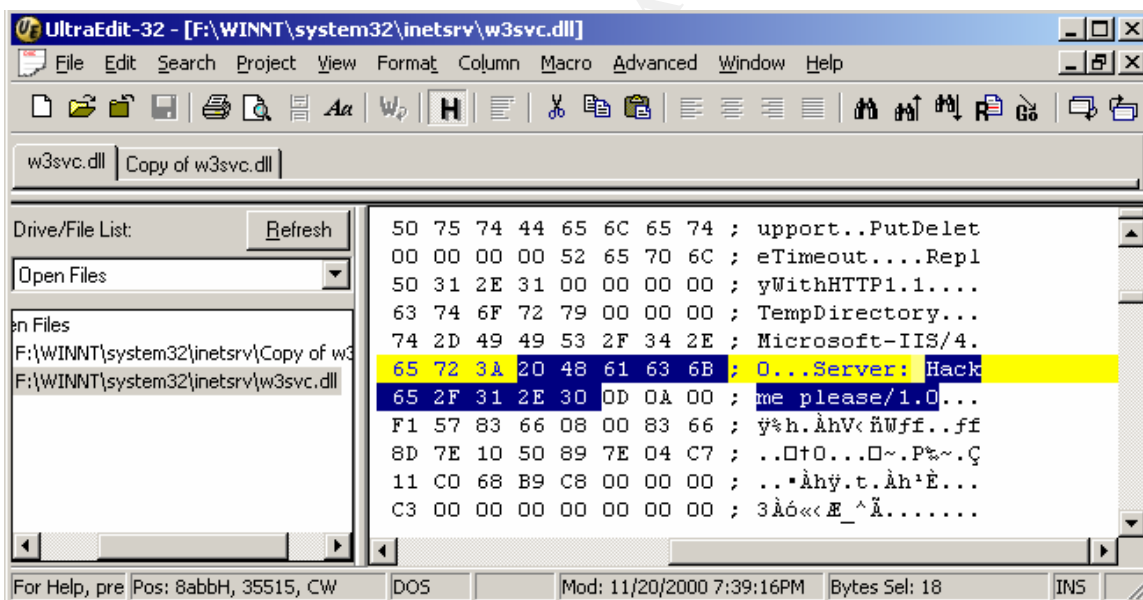 UltraEdit-32 - [F:\WINNT\system32\inetsrv\w3svc.dll]
File Edit Search Project View Format Column Macro Advanced Window Help
w3svc.dll Copy of w3svc.dll
Drive/File List: Refresh
Open Files
en Files
F:\WINNT\system32\inetsrv\Copy of w3
F:\WINNT\system32\inetsrv\w3svc.dll
50 75 74 44 65 6C 65 74 ; upport..PutDelet
00 00 00 00 52 65 70 6C ; eTimeout....Repl
50 31 2E 31 00 00 00 00 ; yWithHTTP1.1....
63 74 6F 72 79 00 00 00 ; TempDirectory...
74 2D 49 49 53 2F 34 2E ; Microsoft-IIS/4.
65 72 3A 20 48 61 63 6B ; 0...Server: Hack
65 2F 31 2E 30 0D 0A 00 ; me please/1.0...
F1 57 83 66 08 00 83 66 ; ÿ%h.ÀhV‹ñWƒf..ƒf
8D 7E 10 50 89 7E 04 C7 ; ..□†0...□~.P‰~.Ç
11 C0 68 B9 C8 00 00 00 ; ..•Àhÿ.t.Àh¹È...
C3 00 00 00 00 00 00 00 ; 3Àó«‹Æ_^Ã.......
For Help, pre Pos: 8abbH, 35515, CW DOS Mod: 11/20/2000 7:39:16PM Bytes Sel: 18 INS